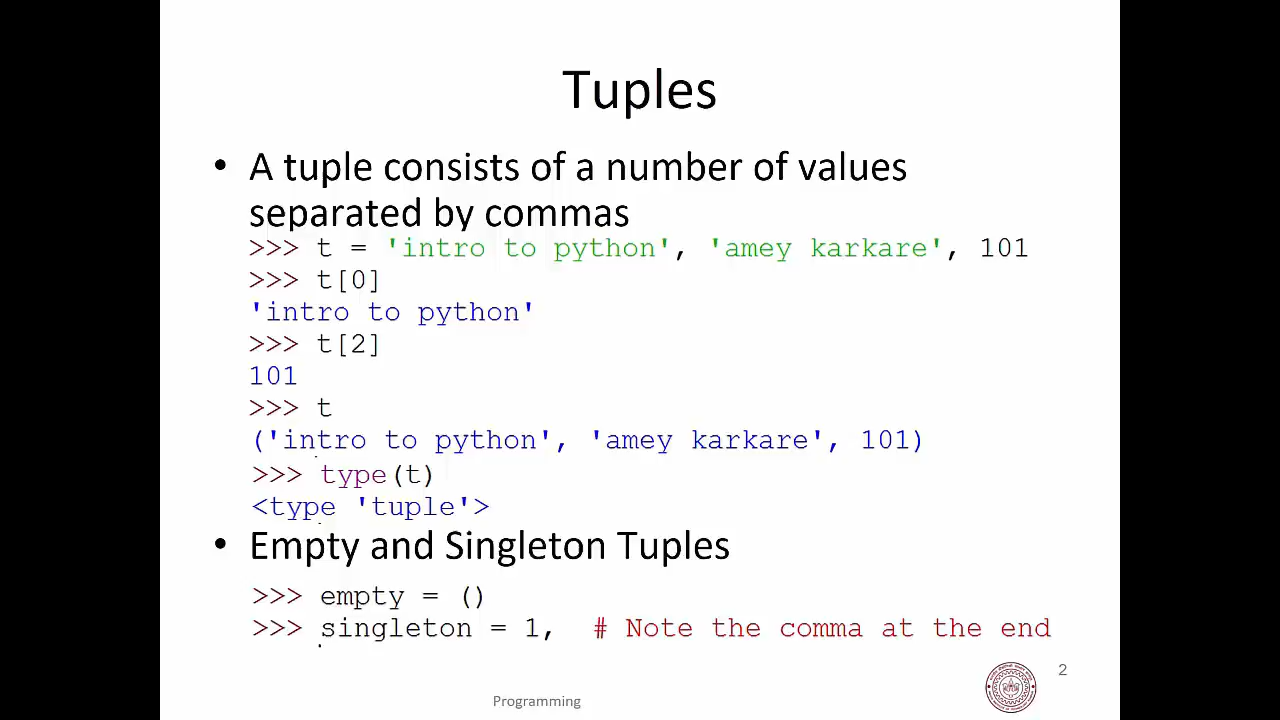 Tuples
• A tuple consists of a number of values
separated by commas
>>> t = 'intro to python', 'amey karkare', 101
>>> t[0]
'intro to python'
>>> t[2]
101
>>> t
('intro to python', 'amey karkare', 101)
>>> type(t)
<type 'tuple'>
• Empty and Singleton Tuples
>>> empty = ()
>>> singleton = 1,  # Note the comma at the end
2
Programming